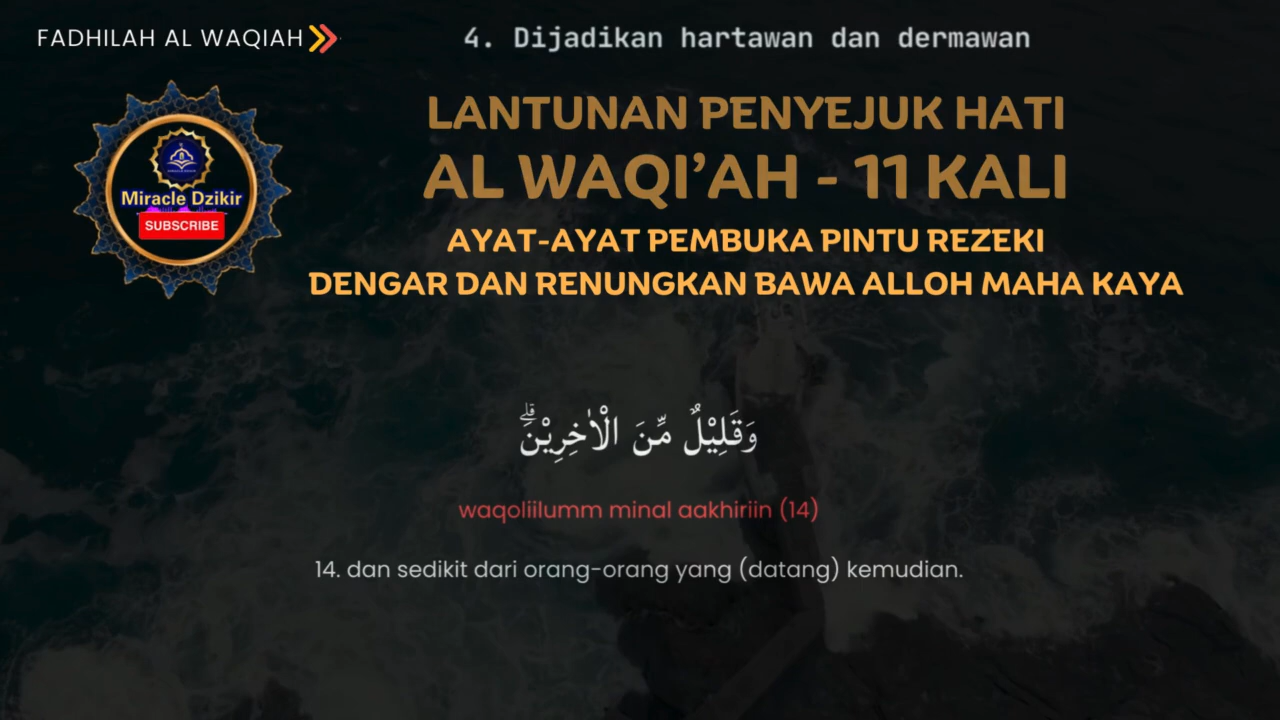 FADHILAH AL WAQIAH
4. Dijadikan hartawan dan dermawan
LANTUNAN PENYEJUK HATI
AL WAQI'AH - 11 KALI
AYAT-AYAT PEMBUKA PINTU REZEKI
DENGAR DAN RENUNGKAN BAWA ALLOH MAHA KAYA
Miracle Dzikir
SUBSCRIBE
وَقَلِيْلٌ مِّنَ الْاٰخِرِيْنَۗ
waqoliilumm minal aakhiriin (14)
14. dan sedikit dari orang-orang yang (datang) kemudian.